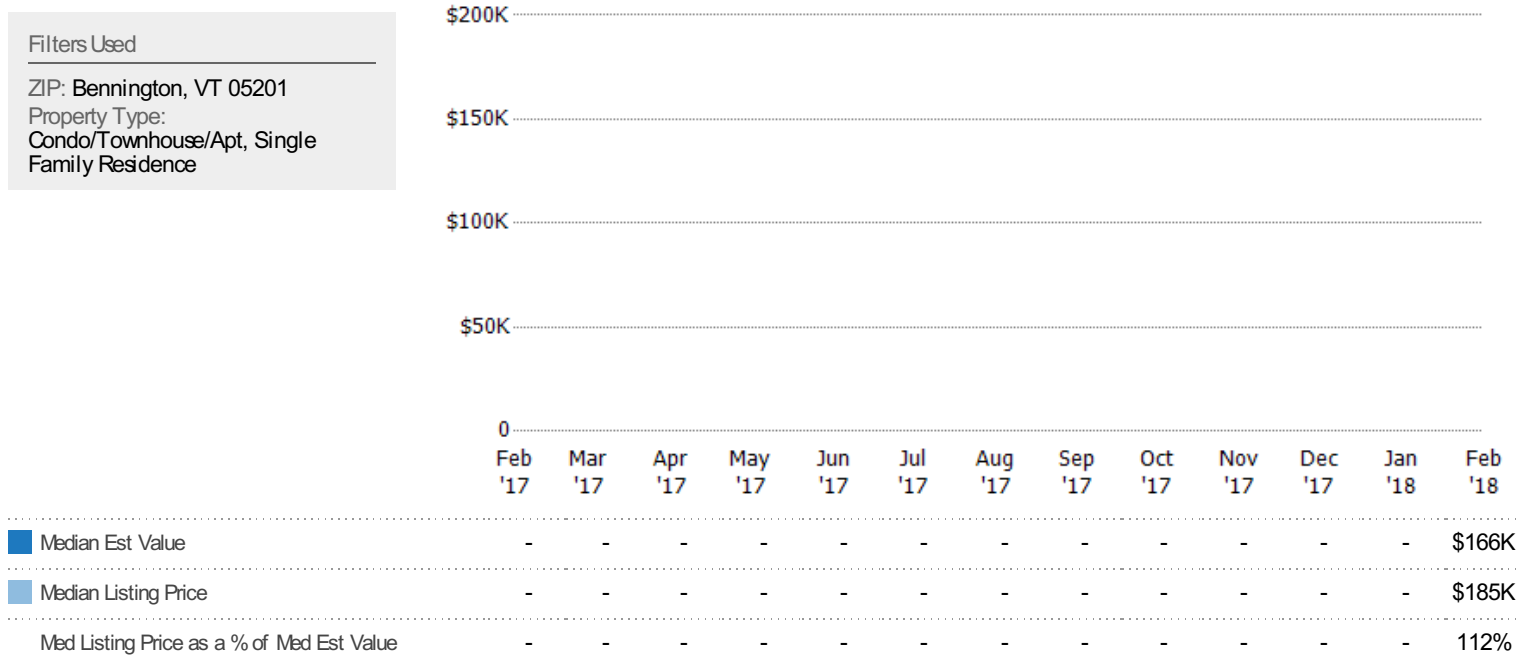 Filters Used
ZIP: Bennington, VT 05201
Property Type:
Condo/Townhouse/Apt, Single
Family Residence
$200K
$150K
$100K
$50K
0
Feb Mar Apr May Jun Jul Aug Sep Oct Nov Dec Jan Feb
'17 '17 '17 '17 '17 '17 '17 '17 '17 '17 '17 '18 '18
Median Est Value - - - - - - - - - - - - $166K
Median Listing Price - - - - - - - - - - - - $185K
Med Listing Price as a % of Med Est Value - - - - - - - - - - - - 112%